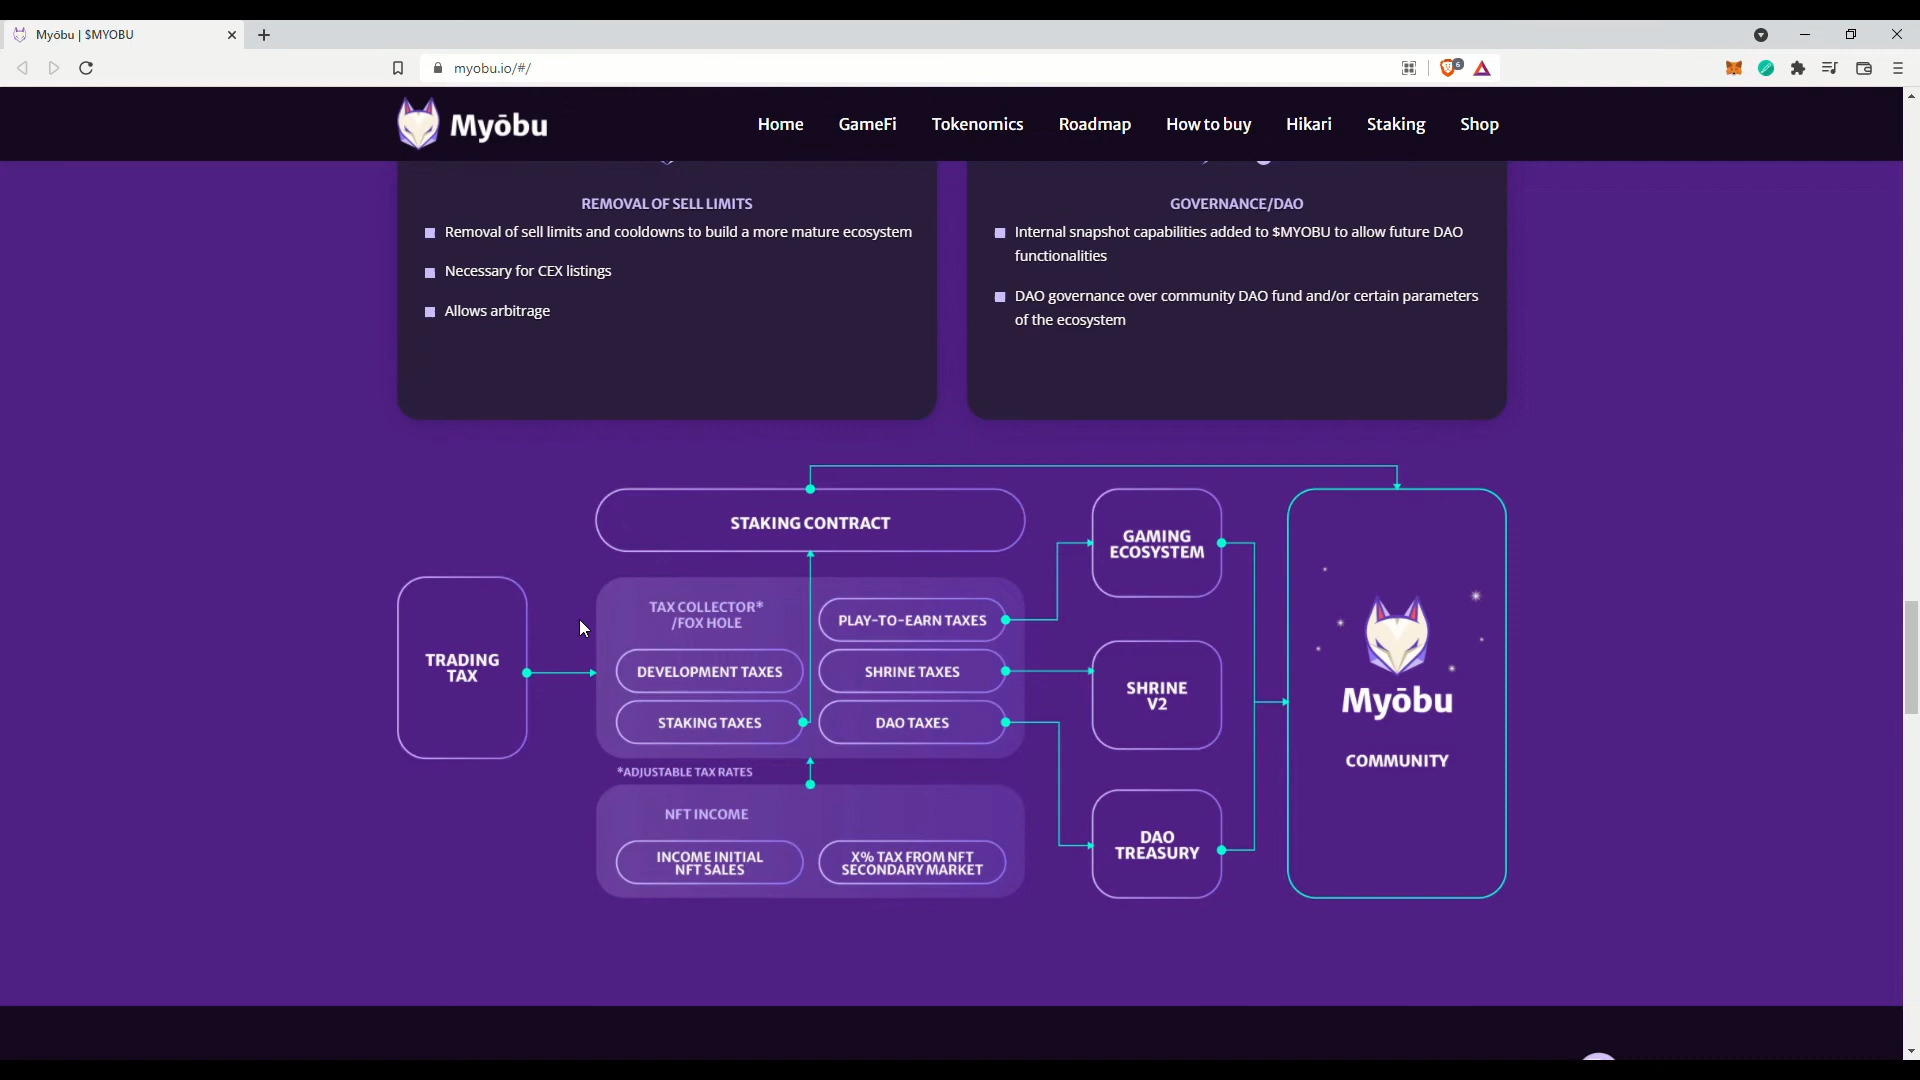 Myōbu | $MYOBU
myobu.io/#/
6
Myōbu
Home
GameFi
Tokenomics
Roadmap
How to buy
Hikari
Staking
Shop
REMOVAL OF SELL LIMITS
Removal of sell limits and cooldowns to build a more mature ecosystem
Necessary for CEX listings
Allows arbitrage
GOVERNANCE/DAO
Internal snapshot capabilities added to $MYOBU to allow future DAO
functionalities
DAO governance over community DAO fund and/or certain parameters
of the ecosystem
STAKING CONTRACT
TRADING
TAX
TAX COLLECTOR*
/FOX HOLE
PLAY-TO-EARN TAXES
DEVELOPMENT TAXES
SHRINE TAXES
STAKING TAXES
DAO TAXES
*ADJUSTABLE TAX RATES
NFT INCOME
INCOME INITIAL
NFT SALES
X% TAX FROM NFT
SECONDARY MARKET
GAMING
ECOSYSTEM
SHRINE
V2
DAO
TREASURY
Myōbu
COMMUNITY